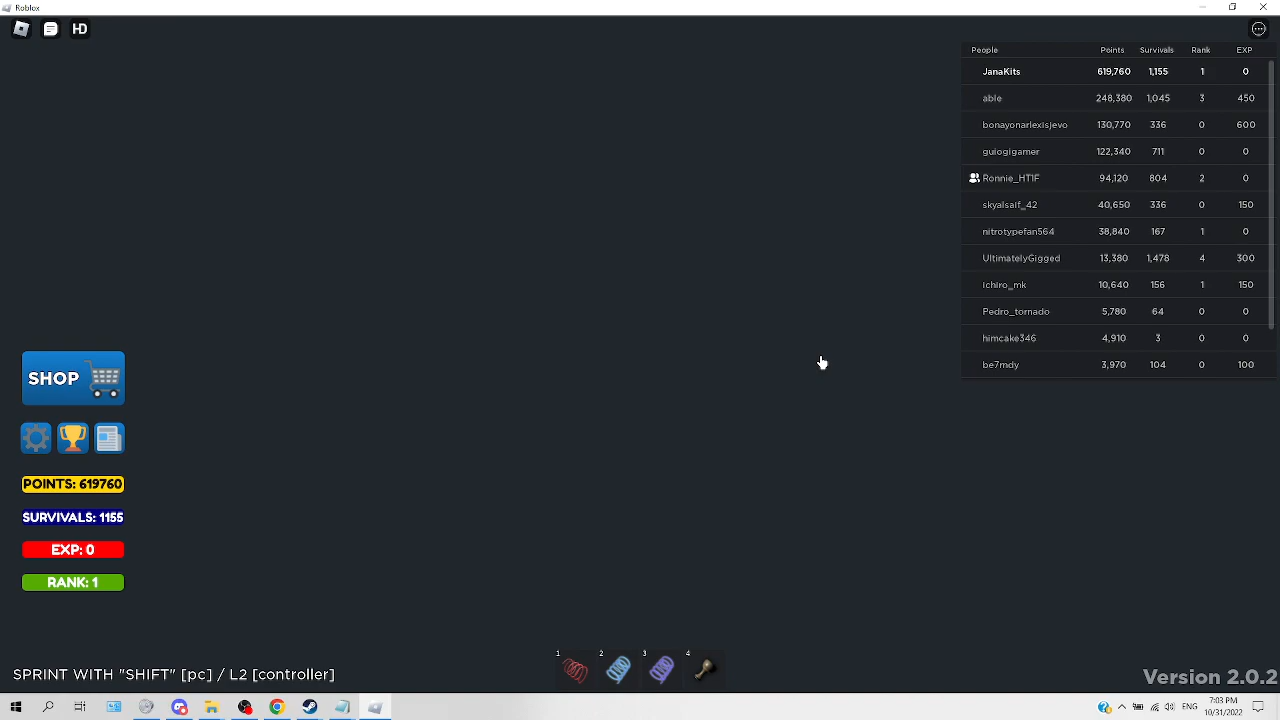 Roblox
HD
People Points Survivals Rank EXP
JanaKits 619,760 1,155 1 0
able 248,380 1,045 3 450
bonayonarlexisjevo 130,770 336 0 600
guiogigamer 122,340 711 0 0
Ronnie_HT1F 94,120 804 2 0
skyalsalf_42 40,650 336 0 150
nitrotypefan564 38,840 167 1 0
UltimatelyGigged 13,380 1,478 4 300
Ichiro_mk 10,640 156 1 150
Pedro_tornado 5,780 64 0 0
himcake346 4,910 3 0 0
be7mdy 3,970 104 0 100
SHOP
POINTS: 619760
SURVIVALS: 1155
EXP: 0
RANK: 1
1 2 3 4
SPRINT WITH "SHIFT" [pc] / L2 [controller]
Version 2.0.2
7:03 PM
10/31/2022